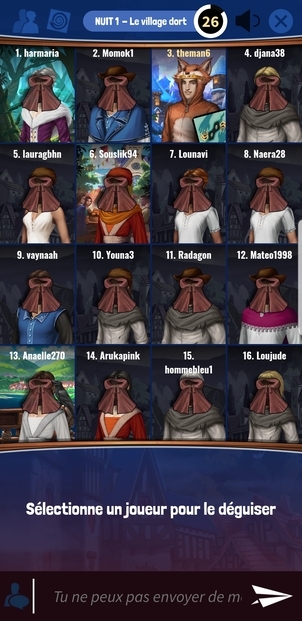 NUIT 1 – Le village dort
26
1. harmaria
2. Momok1
3. theman6
4. djana38
5. lauragbhn
6. Souslik94
7. Lounavi
8. Naera28
9. vaynaah
10. Youna3
11. Radagon
12. Mateo1998
13. Anaelle270
14. Arukapink
15.
hommebleu1
16. Loujude
Sélectionne un joueur pour le déguiser
Tu ne peux pas envoyer de m